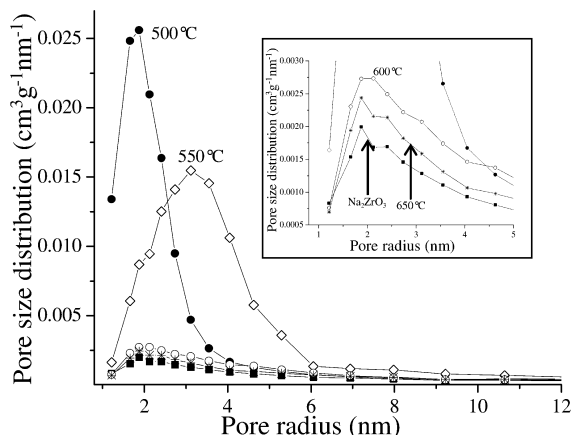 0.025
0.020
0.015
0.010
0.005
Pore size distribution (cm³g⁻¹nm⁻¹)
500°C
550°C
2
4
6
8
10
12
Pore radius (nm)
0.0030
0.0025
0.0020
0.0015
0.0010
0.0005
Pore size distribution (cm³g⁻¹nm⁻¹)
600°C
Na₂ZrO₃
650°C
1
2
3
4
5
Pore radius (nm)